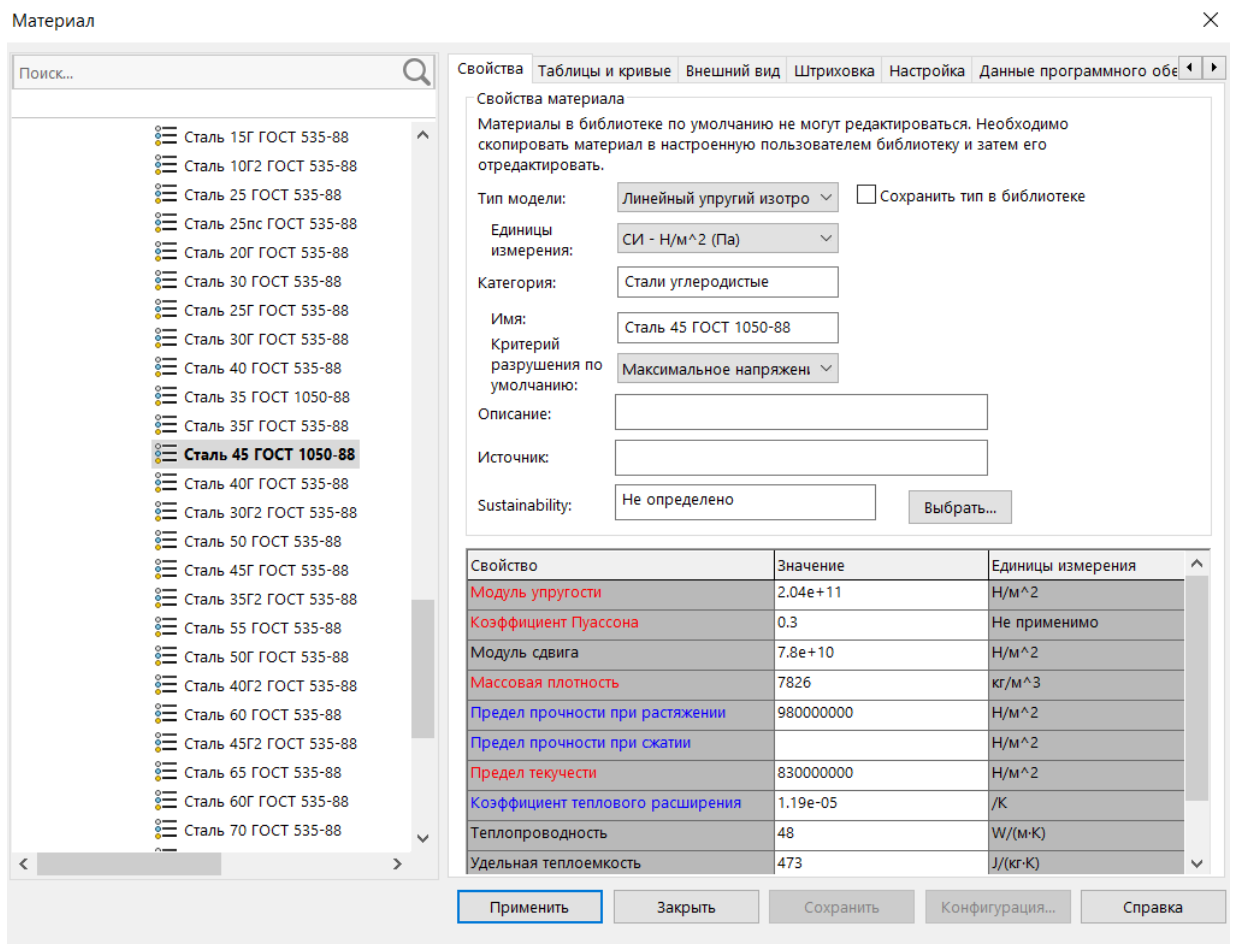 Материал
Поиск...
Сталь 15Г ГОСТ 535-88
Сталь 10Г2 ГОСТ 535-88
Сталь 25 ГОСТ 535-88
Сталь 25пс ГОСТ 535-88
Сталь 20Г ГОСТ 535-88
Сталь 30 ГОСТ 535-88
Сталь 25Г ГОСТ 535-88
Сталь 30Г ГОСТ 535-88
Сталь 40 ГОСТ 535-88
Сталь 35 ГОСТ 1050-88
Сталь 35Г ГОСТ 535-88
Сталь 45 ГОСТ 1050-88
Сталь 40Г ГОСТ 535-88
Сталь 30Г2 ГОСТ 535-88
Сталь 50 ГОСТ 535-88
Сталь 45Г ГОСТ 535-88
Сталь 35Г2 ГОСТ 535-88
Сталь 55 ГОСТ 535-88
Сталь 50Г ГОСТ 535-88
Сталь 40Г2 ГОСТ 535-88
Сталь 60 ГОСТ 535-88
Сталь 45Г2 ГОСТ 535-88
Сталь 65 ГОСТ 535-88
Сталь 60Г ГОСТ 535-88
Сталь 70 ГОСТ 535-88
Свойства Таблицы и кривые Внешний вид Штриховка Настройка Данные программного обе
Свойства материала
Материалы в библиотеке по умолчанию не могут редактироваться. Необходимо
скопировать материал в настроенную пользователем библиотеку и затем его
отредактировать.
Тип модели: Линейный упругий изотро Сохранить тип в библиотеке
Единицы
измерения: СИ - Н/м^2 (Па)
Категория: Стали углеродистые
Имя: Сталь 45 ГОСТ 1050-88
Критерий
разрушения по
умолчанию: Максимальное напряжени
Описание:
Источник:
Sustainability: Не определено Выбрать...
Свойство Значение Единицы измерения
Модуль упругости 2.04e+11 Н/м^2
Коэффициент Пуассона 0.3 Не применимо
Модуль сдвига 7.8e+10 Н/м^2
Массовая плотность 7826 кг/м^3
Предел прочности при растяжении 980000000 Н/м^2
Предел прочности при сжатии Н/м^2
Предел текучести 830000000 Н/м^2
Коэффициент теплового расширения 1.19e-05 /K
Теплопроводность 48 W/(м·K)
Удельная теплоемкость 473 J/(кг·K)
Применить Закрыть Сохранить Конфигурация... Справка